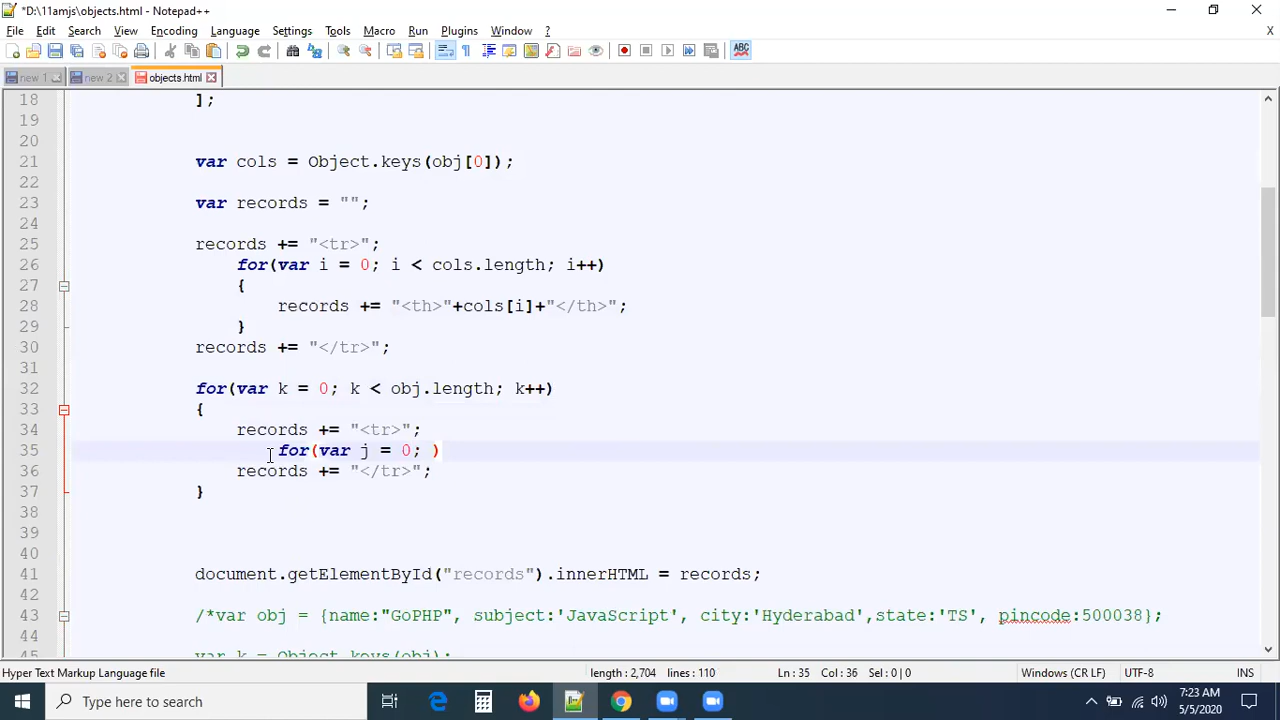 *D:\11amjs\objects.html - Notepad++
File Edit Search View Encoding Language Settings Tools Macro Run Plugins Window ?
X
new 1 new 2 objects.html
18 ];
19
20
21 var cols = Object.keys(obj[0]);
22
23 var records = "";
24
25 records += "<tr>";
26 for(var i = 0; i < cols.length; i++)
27 {
28 records += "<th>"+cols[i]+"</th>";
29 }
30 records += "</tr>";
31
32 for(var k = 0; k < obj.length; k++)
33 {
34 records += "<tr>";
35 for(var j = 0; )
36 records += "</tr>";
37 }
38
39
40
41 document.getElementById("records").innerHTML = records;
42
43 /*var obj = {name:"GoPHP", subject:'JavaScript', city:'Hyderabad',state:'TS', pincode:500038};
44
45 var k = Object.keys(obj);
Hyper Text Markup Language file length : 2,704 lines : 110 Ln : 35 Col : 36 Sel : 0 | 0 Windows (CR LF) UTF-8 INS
Type here to search
7:23 AM
5/5/2020